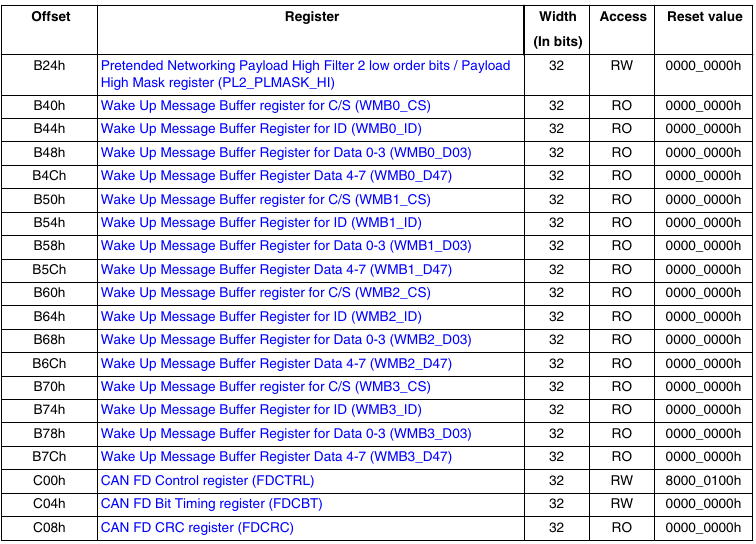 Offset Register Width Access Reset value
(In bits)
B24h Pretended Networking Payload High Filter 2 low order bits / Payload 32 RW 0000_0000h
High Mask register (PL2_PLMASK_HI)
B40h Wake Up Message Buffer register for C/S (WMB0_CS) 32 RO 0000_0000h
B44h Wake Up Message Buffer Register for ID (WMB0_ID) 32 RO 0000_0000h
B48h Wake Up Message Buffer Register for Data 0-3 (WMB0_D03) 32 RO 0000_0000h
B4Ch Wake Up Message Buffer Register Data 4-7 (WMB0_D47) 32 RO 0000_0000h
B50h Wake Up Message Buffer register for C/S (WMB1_CS) 32 RO 0000_0000h
B54h Wake Up Message Buffer Register for ID (WMB1_ID) 32 RO 0000_0000h
B58h Wake Up Message Buffer Register for Data 0-3 (WMB1_D03) 32 RO 0000_0000h
B5Ch Wake Up Message Buffer Register Data 4-7 (WMB1_D47) 32 RO 0000_0000h
B60h Wake Up Message Buffer register for C/S (WMB2_CS) 32 RO 0000_0000h
B64h Wake Up Message Buffer Register for ID (WMB2_ID) 32 RO 0000_0000h
B68h Wake Up Message Buffer Register for Data 0-3 (WMB2_D03) 32 RO 0000_0000h
B6Ch Wake Up Message Buffer Register Data 4-7 (WMB2_D47) 32 RO 0000_0000h
B70h Wake Up Message Buffer register for C/S (WMB3_CS) 32 RO 0000_0000h
B74h Wake Up Message Buffer Register for ID (WMB3_ID) 32 RO 0000_0000h
B78h Wake Up Message Buffer Register for Data 0-3 (WMB3_D03) 32 RO 0000_0000h
B7Ch Wake Up Message Buffer Register Data 4-7 (WMB3_D47) 32 RO 0000_0000h
C00h CAN FD Control register (FDCTRL) 32 RW 8000_0100h
C04h CAN FD Bit Timing register (FDCBT) 32 RW 0000_0000h
C08h CAN FD CRC register (FDCRC) 32 RO 0000_0000h